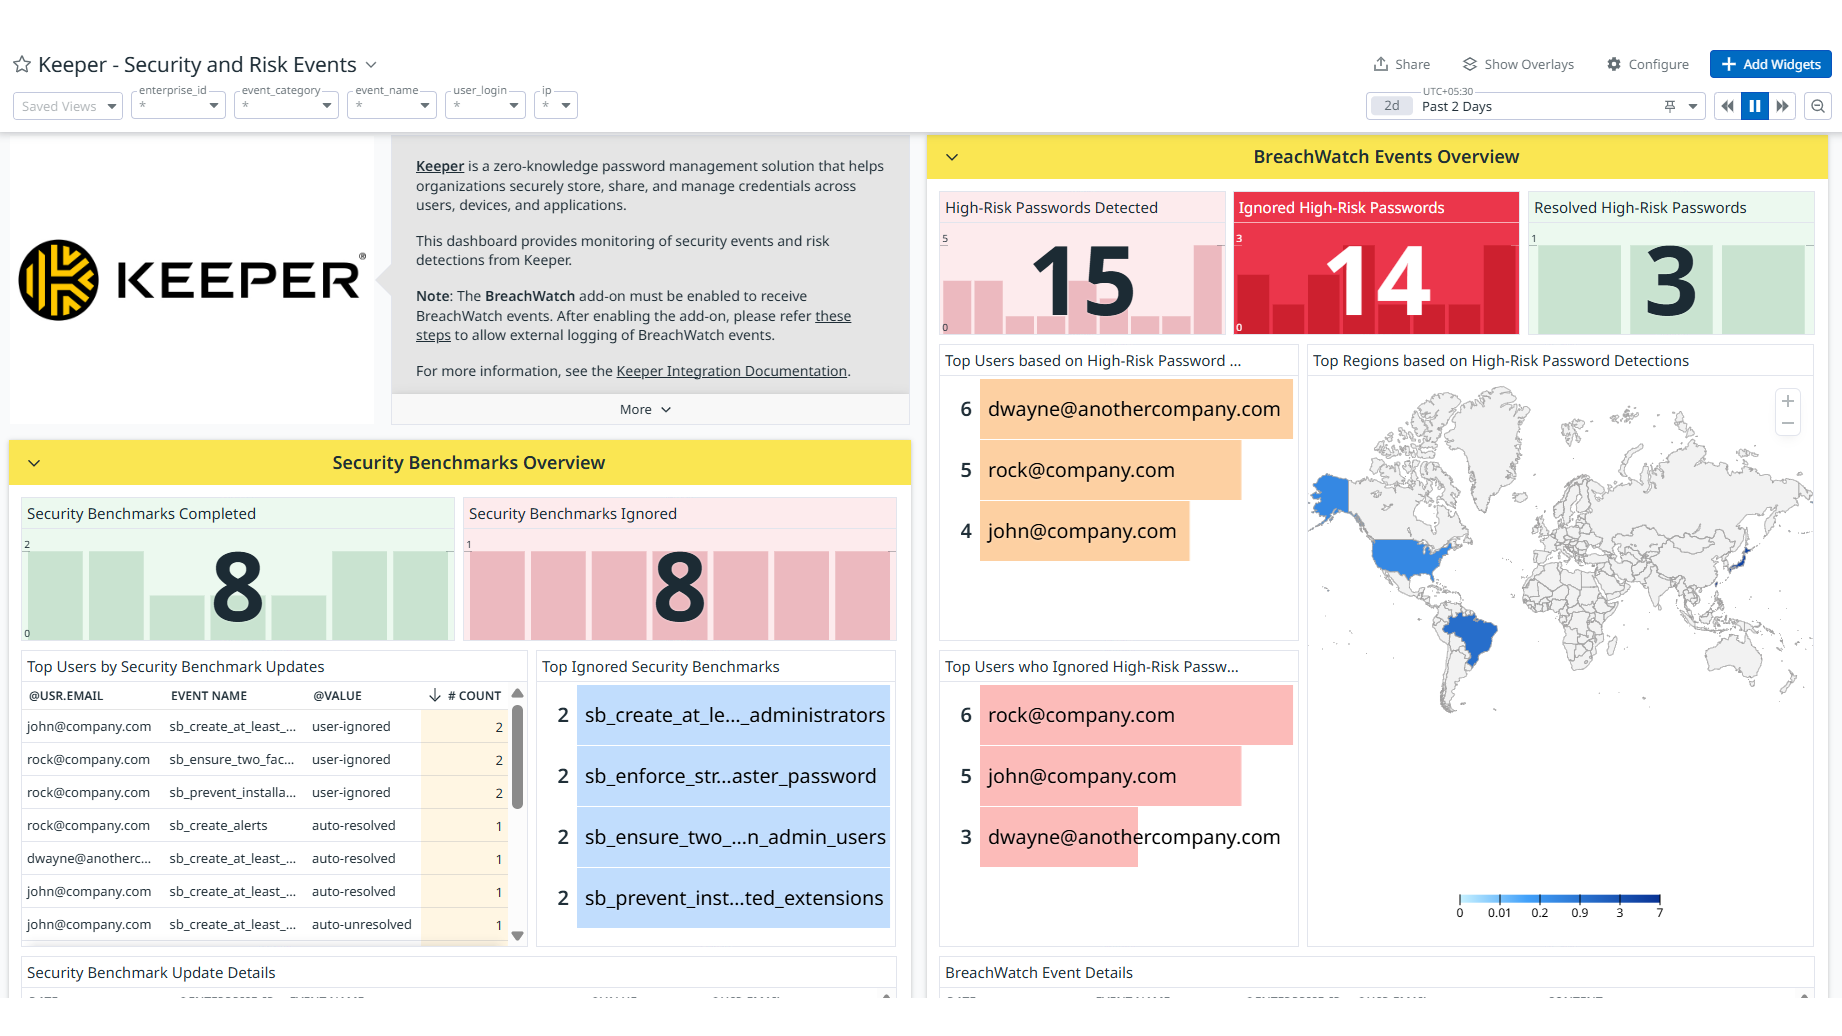 Keeper - Security and Risk Events
Share
Show Overlays
Configure
Add Widgets
Saved Views
enterprise_id
*
event_category
*
event_name
*
user_login
*
ip
*
UTC+05:30
2d
Past 2 Days
KEEPER®
Keeper is a zero-knowledge password management solution that helps
organizations securely store, share, and manage credentials across
users, devices, and applications.
This dashboard provides monitoring of security events and risk
detections from Keeper.
Note: The BreachWatch add-on must be enabled to receive
BreachWatch events. After enabling the add-on, please refer these
steps to allow external logging of BreachWatch events.
For more information, see the Keeper Integration Documentation.
More
Security Benchmarks Overview
Security Benchmarks Completed
2
0
8
Security Benchmarks Ignored
1
8
Top Users by Security Benchmark Updates
@USR.EMAIL EVENT NAME @VALUE # COUNT
john@company.com sb_create_at_least_... user-ignored 2
rock@company.com sb_ensure_two_fac... user-ignored 2
rock@company.com sb_prevent_installa... user-ignored 2
rock@company.com sb_create_alerts auto-resolved 1
dwayne@anotherc... sb_create_at_least_... auto-resolved 1
john@company.com sb_create_at_least_... auto-resolved 1
john@company.com sb_create_at_least_... auto-unresolved 1
Top Ignored Security Benchmarks
2 sb_create_at_le..._administrators
2 sb_enforce_str...aster_password
2 sb_ensure_two_...n_admin_users
2 sb_prevent_inst...ted_extensions
Security Benchmark Update Details
BreachWatch Events Overview
High-Risk Passwords Detected
5
0
15
Ignored High-Risk Passwords
3
0
14
Resolved High-Risk Passwords
1
3
Top Users based on High-Risk Password ...
6 dwayne@anothercompany.com
5 rock@company.com
4 john@company.com
Top Regions based on High-Risk Password Detections
+
−
0 0.01 0.2 0.9 3 7
Top Users who Ignored High-Risk Passw...
6 rock@company.com
5 john@company.com
3 dwayne@anothercompany.com
BreachWatch Event Details